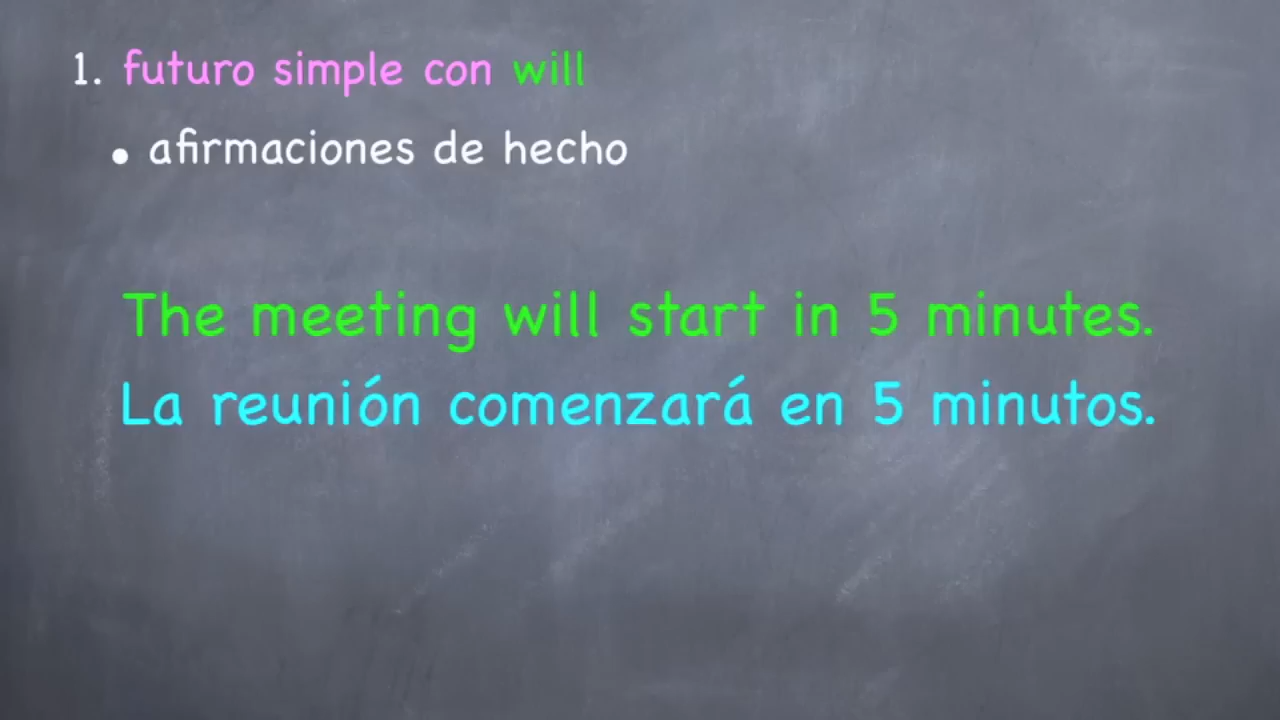 1. futuro simple con will
• afirmaciones de hecho
The meeting will start in 5 minutes.
La reunión comenzará en 5 minutos.